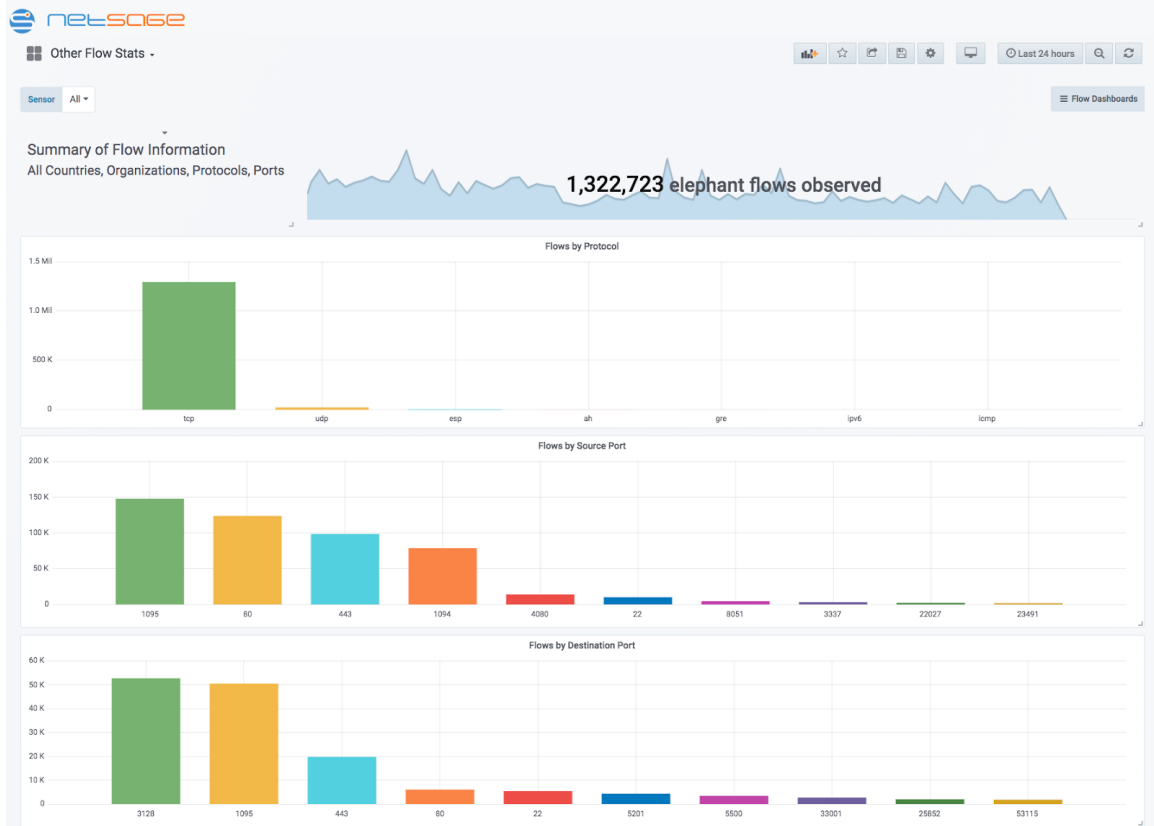 netsage
Other Flow Stats
Last 24 hours
Sensor All
Flow Dashboards
Summary of Flow Information
All Countries, Organizations, Protocols, Ports
1,322,723 elephant flows observed
Flows by Protocol
1.5 Mil
1.0 Mil
500 K
0
tcp udp esp ah gre ipv6 icmp
Flows by Source Port
200 K
150 K
100 K
50 K
0
1095 80 443 1094 4080 22 8051 3337 22027 23491
Flows by Destination Port
60 K
50 K
40 K
30 K
20 K
10 K
0
3128 1095 443 80 22 5201 5500 33001 25652 53115